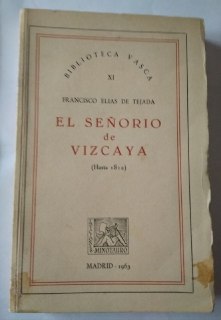 BIBLIOTECA VASCA
XI
FRANCISCO ELIAS DE TEJADA
EL SEÑORIO
de
VIZCAYA
(Hasta 1812)
MINOTAURO
MADRID - 1963